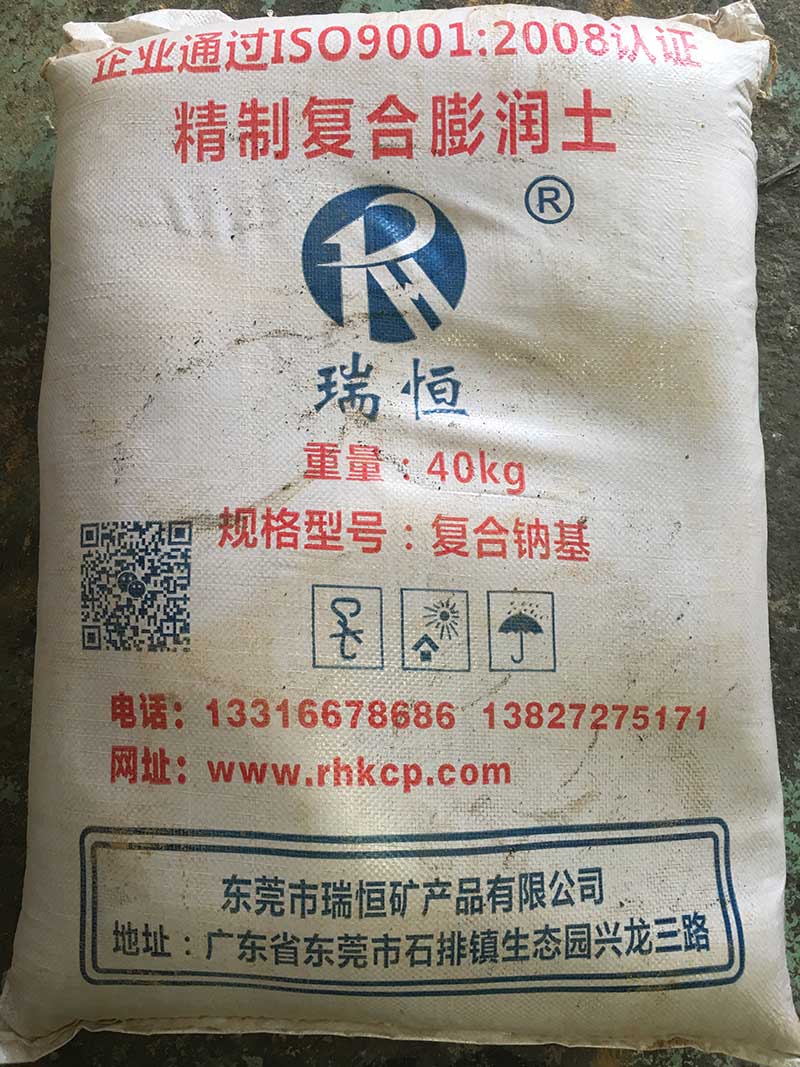 企业通过ISO9001:2008认证
精制复合膨润土
®
瑞恒
重量：40kg
规格型号：复合钠基
电话：13316678686 13827275171
网址：www.rhkcp.com
东莞市瑞恒矿产品有限公司
地址：广东省东莞市石排镇生态园兴龙三路